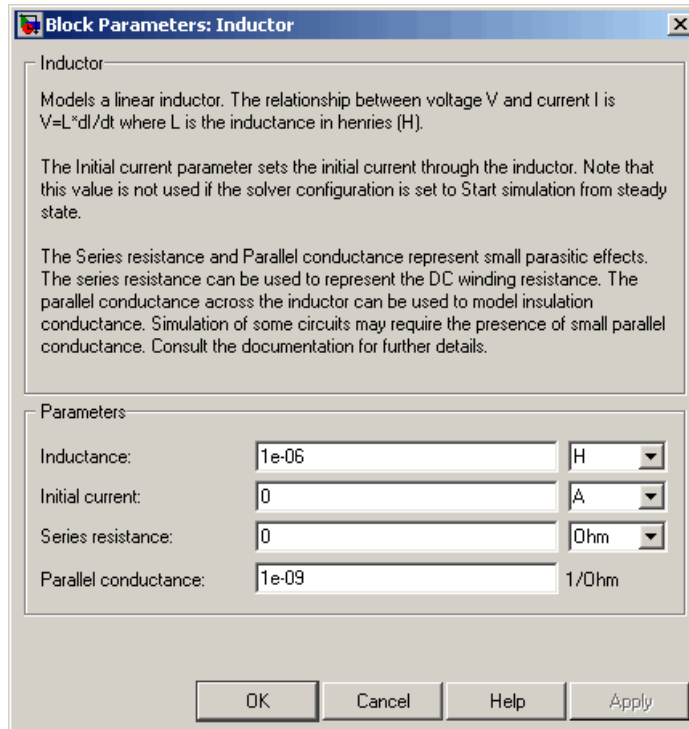 Block Parameters: Inductor
Inductor
Models a linear inductor. The relationship between voltage V and current I is
V=L*dI/dt where L is the inductance in henries (H).
The Initial current parameter sets the initial current through the inductor. Note that
this value is not used if the solver configuration is set to Start simulation from steady
state.
The Series resistance and Parallel conductance represent small parasitic effects.
The series resistance can be used to represent the DC winding resistance. The
parallel conductance across the inductor can be used to model insulation
conductance. Simulation of some circuits may require the presence of small parallel
conductance. Consult the documentation for further details.
Parameters
Inductance: 1e-06 H
Initial current: 0 A
Series resistance: 0 Ohm
Parallel conductance: 1e-09 1/Ohm
OK Cancel Help Apply